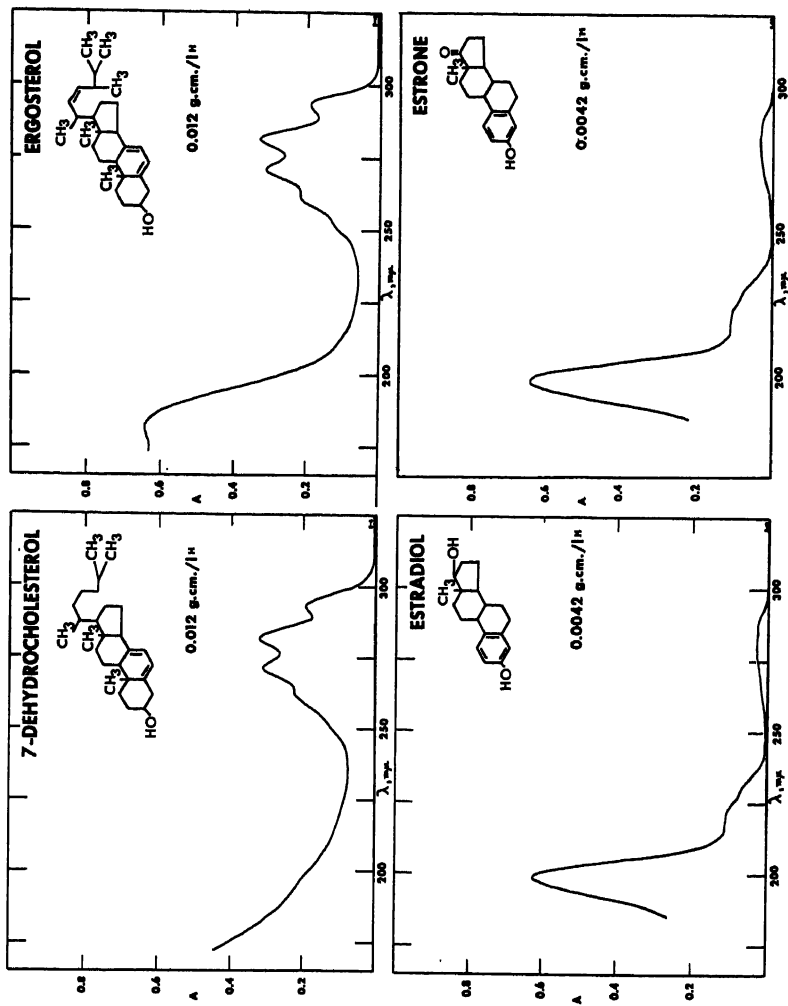 7-DEHYDROCHOLESTEROL
CH3
CH3
CH3
CH3
CH3
HO
0.012 g.cm./l
0.8
0.6
A
0.4
0.2
200
λ, mμ
250
300
ERGOSTEROL
CH3
CH3
CH3
CH3
CH3
CH3
HO
0.012 g.cm./l
0.8
0.6
A
0.4
0.2
200
λ, mμ
250
300
ESTRADIOL
CH3
OH
HO
0.0042 g.cm./l
0.8
0.6
A
0.4
0.2
200
λ, mμ
250
300
ESTRONE
O
CH3
HO
0.0042 g.cm./l
0.8
0.6
A
0.4
0.2
200
λ, mμ
250
300